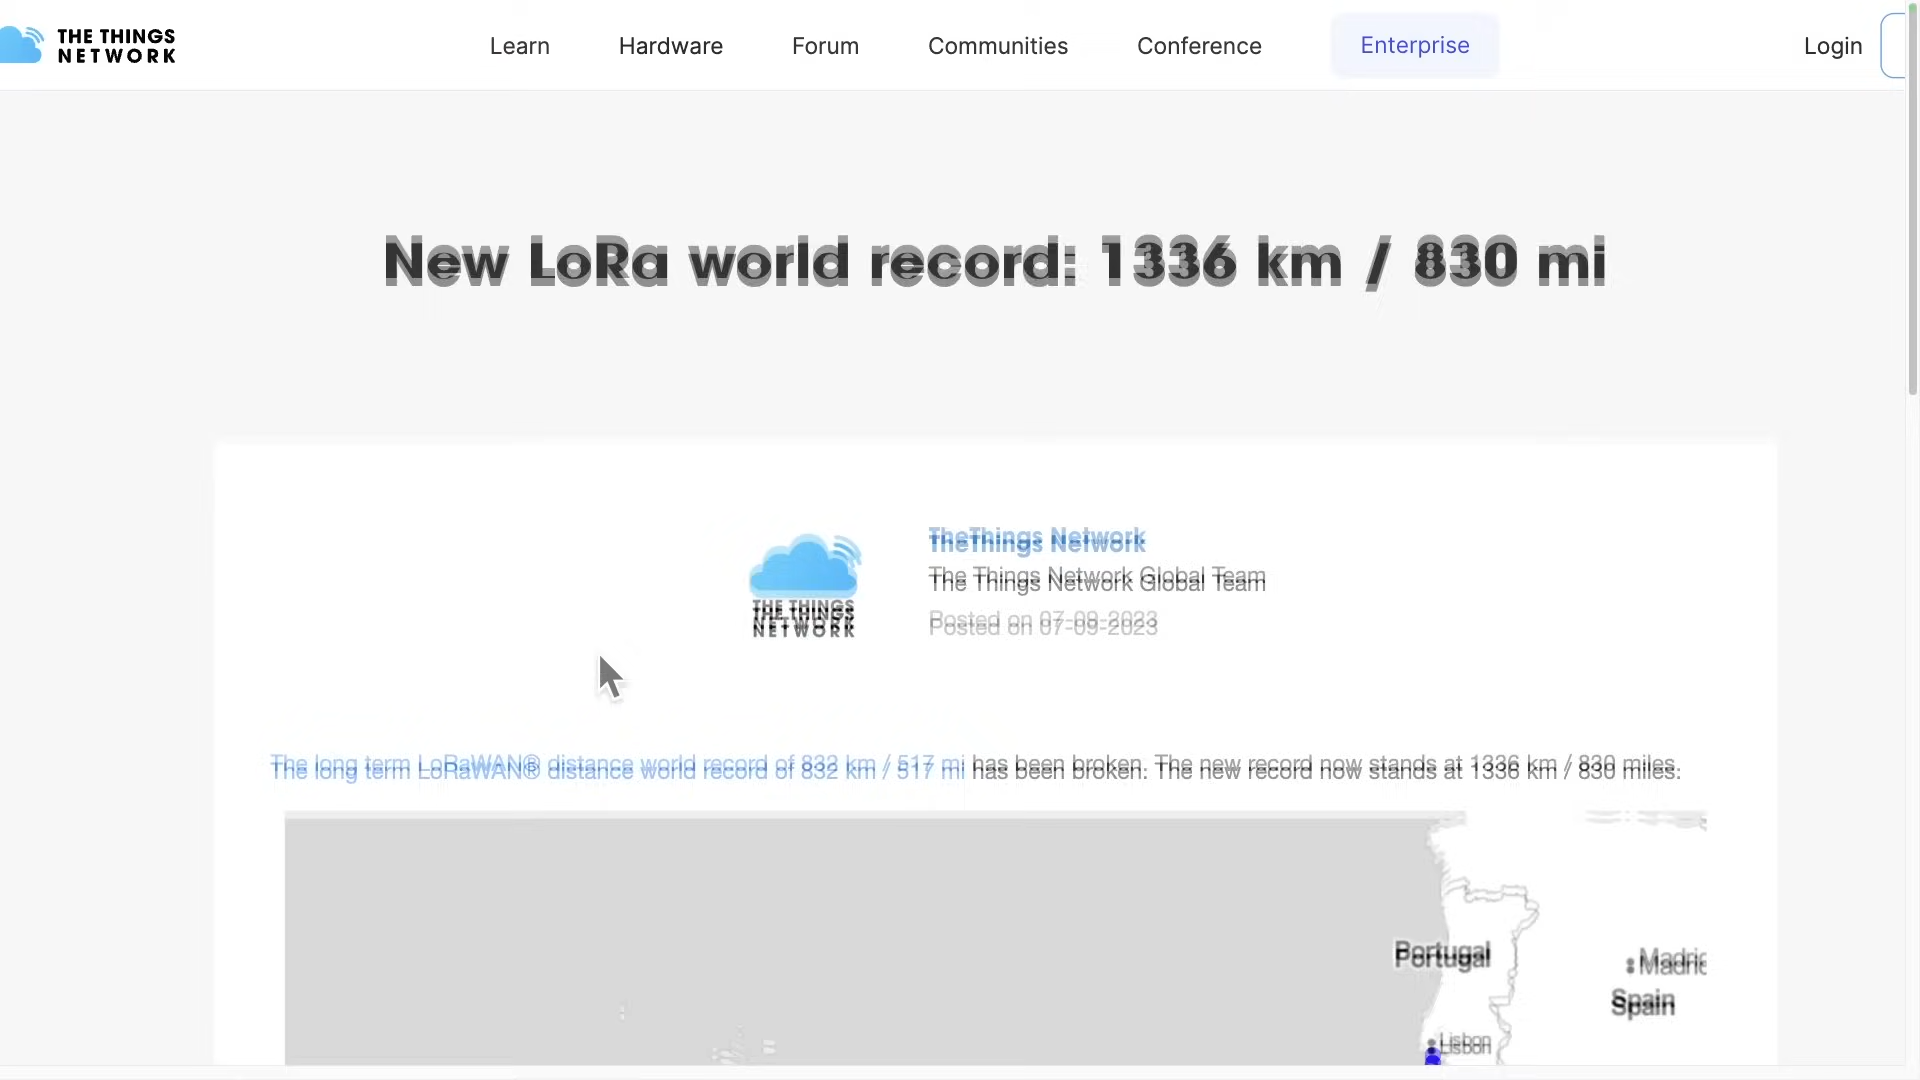 THE THINGS
NETWORK
Learn
Hardware
Forum
Communities
Conference
Enterprise
Login
New LoRa world record: 1336 km / 830 mi
THE THINGS
NETWORK
TheThings Network
The Things Network Global Team
Posted on 07-09-2023
The long term LoRaWAN® distance world record of 832 km / 517 mi has been broken. The new record now stands at 1336 km / 830 miles.
Portugal
Madrid
Spain
Lisbon